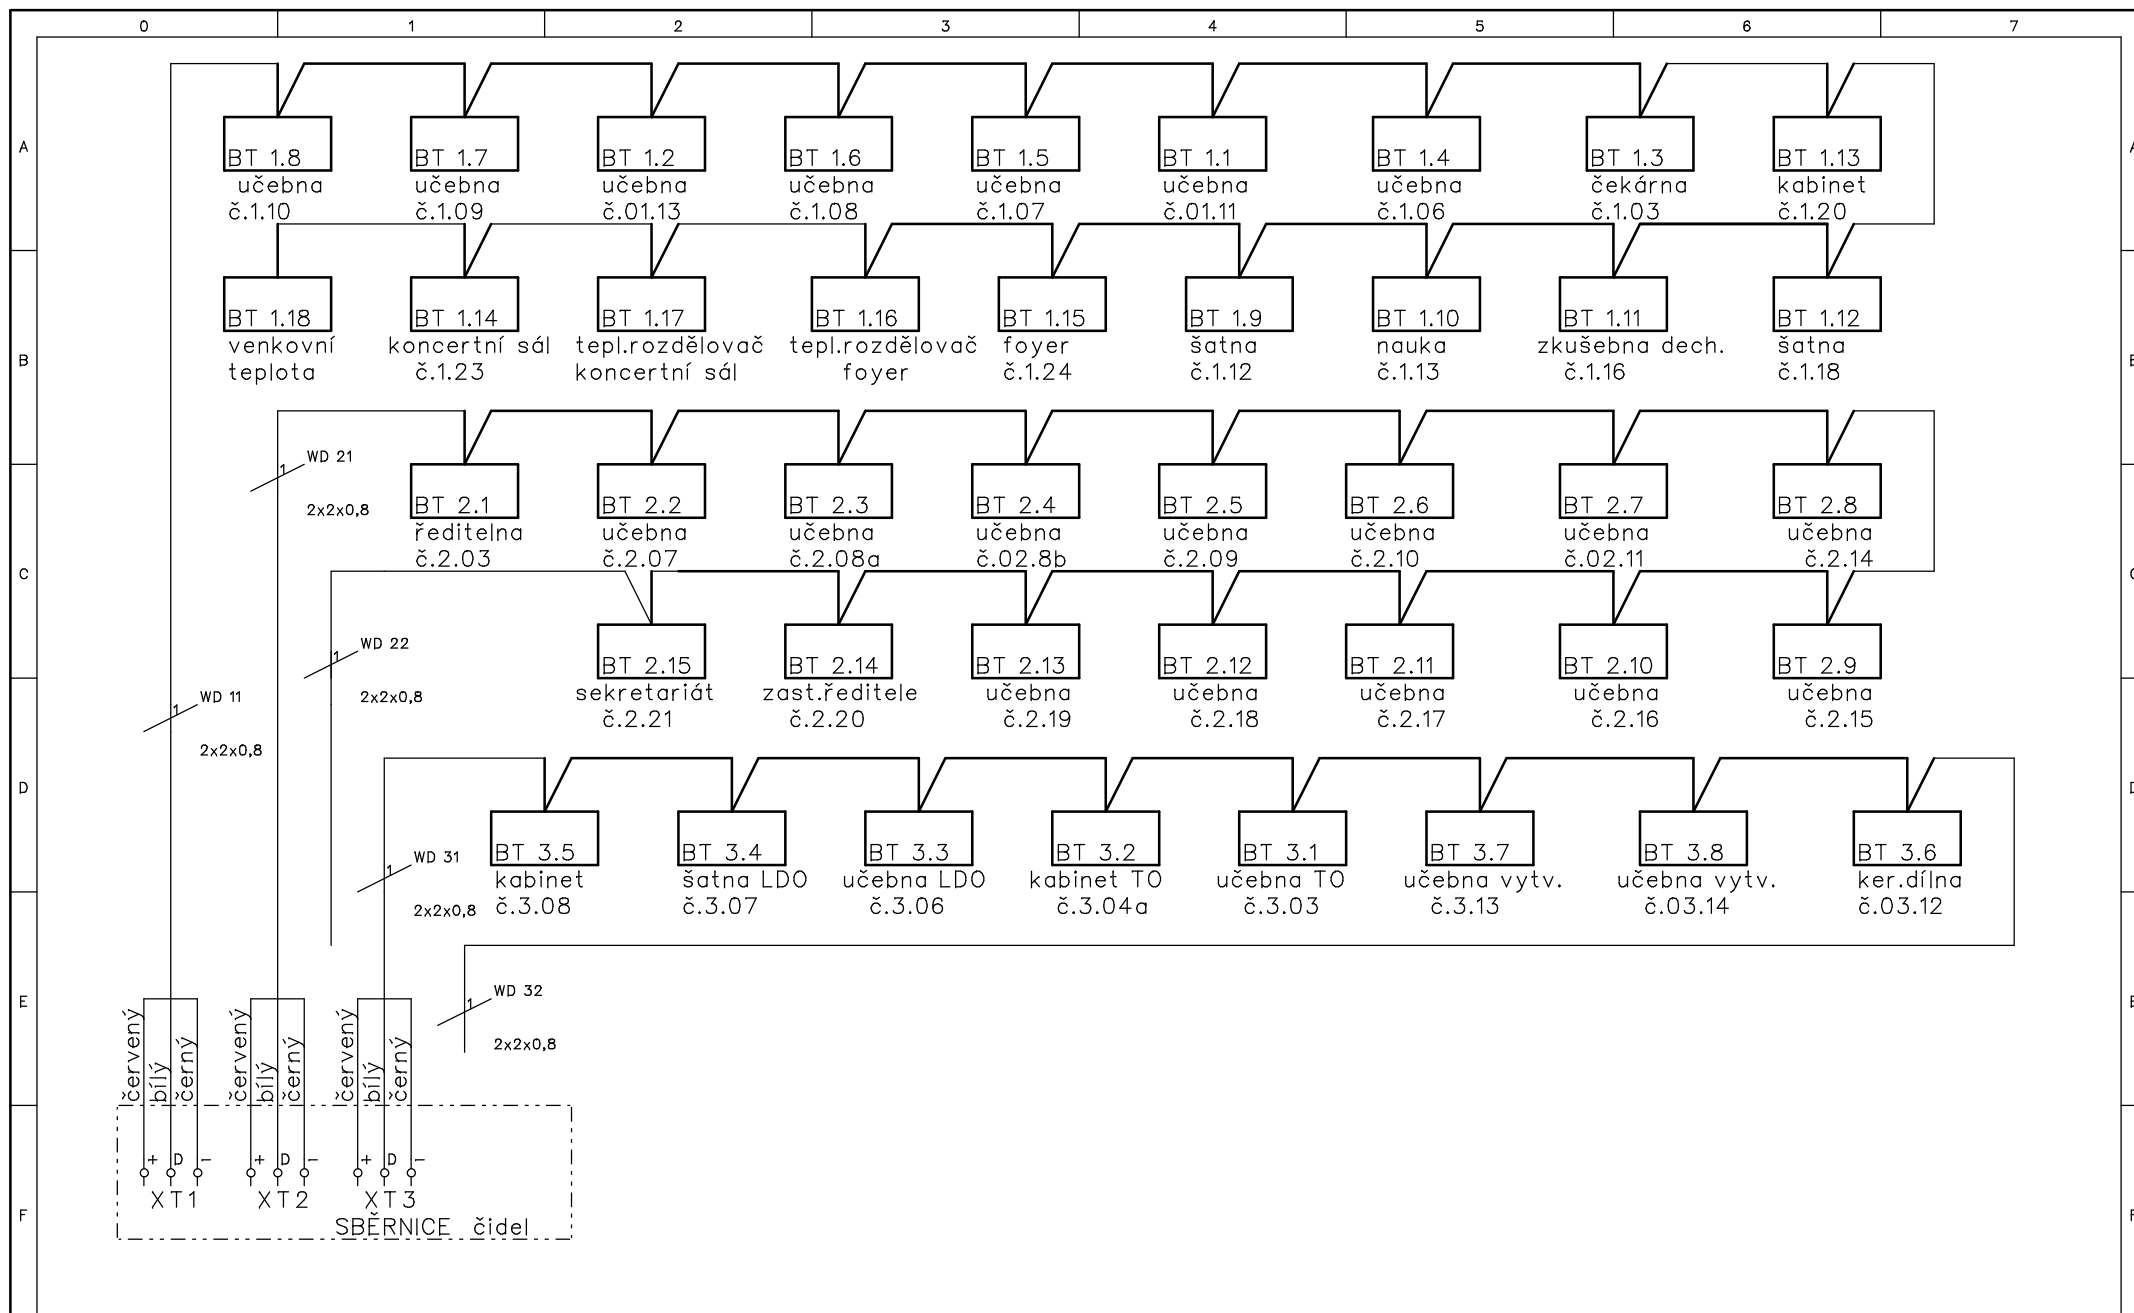 0 1 2 3 4 5 6 7
A
BT 1.8 BT 1.7 BT 1.2 BT 1.6 BT 1.5 BT 1.1 BT 1.4 BT 1.3 BT 1.13
učebna učebna učebna učebna učebna učebna učebna čekárna kabinet
č.1.10 č.1.09 č.01.13 č.1.08 č.1.07 č.01.11 č.1.06 č.1.03 č.1.20
BT 1.18 BT 1.14 BT 1.17 BT 1.16 BT 1.15 BT 1.9 BT 1.10 BT 1.11 BT 1.12
venkovní koncertní sál tepl.rozdělovač tepl.rozdělovač foyer šatna nauka zkušebna dech. šatna
B
teplota č.1.23 koncertní sál foyer č.1.24 č.1.12 č.1.13 č.1.16 č.1.18
WD 21
2x2x0,8
BT 2.1 BT 2.2 BT 2.3 BT 2.4 BT 2.5 BT 2.6 BT 2.7 BT 2.8
ředitelna učebna učebna učebna učebna učebna učebna učebna
č.2.03 č.2.07 č.2.08a č.02.8b č.2.09 č.2.10 č.02.11 č.2.14
C
WD 22
2x2x0,8
BT 2.15 BT 2.14 BT 2.13 BT 2.12 BT 2.11 BT 2.10 BT 2.9
sekretariát zast.ředitele učebna učebna učebna učebna učebna
č.2.21 č.2.20 č.2.19 č.2.18 č.2.17 č.2.16 č.2.15
WD 11
2x2x0,8
D
BT 3.5 BT 3.4 BT 3.3 BT 3.2 BT 3.1 BT 3.7 BT 3.8 BT 3.6
WD 31
kabinet šatna LDO učebna LDO kabinet TO učebna TO učebna vytv. učebna vytv. ker.dílna
2x2x0,8
č.3.08 č.3.07 č.3.06 č.3.04a č.3.03 č.3.13 č.03.14 č.03.12
WD 32
2x2x0,8
E
červený bílý černý červený bílý černý červený bílý černý
+ D - + D - + D -
XT1 XT2 XT3
F
SBĚRNICE čidel